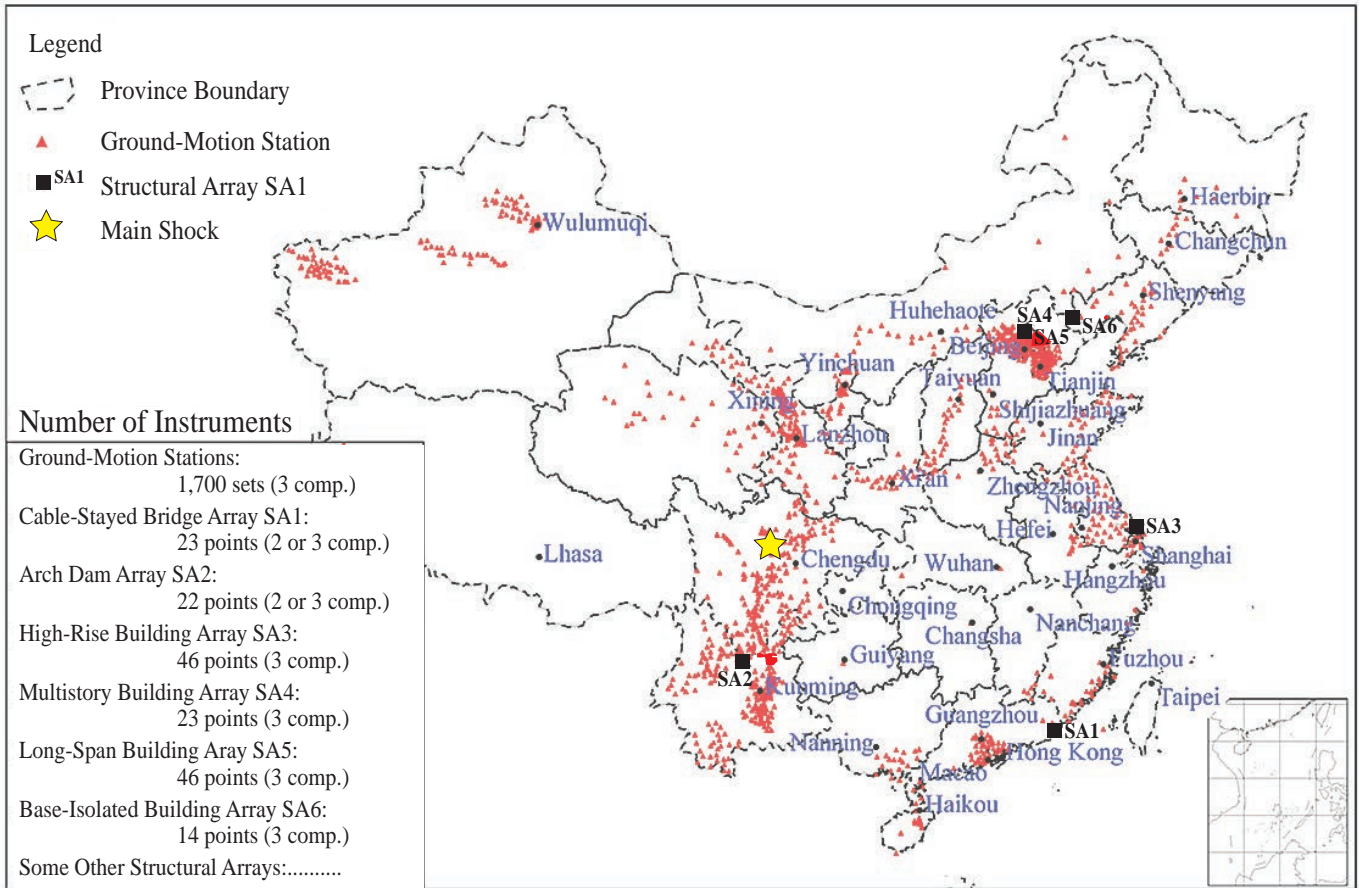 Legend
Province Boundary
Ground-Motion Station
SA1
Structural Array SA1
Main Shock
Number of Instruments
Ground-Motion Stations:
1,700 sets (3 comp.)
Cable-Stayed Bridge Array SA1:
23 points (2 or 3 comp.)
Arch Dam Array SA2:
22 points (2 or 3 comp.)
High-Rise Building Array SA3:
46 points (3 comp.)
Multistory Building Array SA4:
23 points (3 comp.)
Long-Span Building Aray SA5:
46 points (3 comp.)
Base-Isolated Building Array SA6:
14 points (3 comp.)
Some Other Structural Arrays:..........
Wulumuqi
Haerbin
Changchun
Shenyang
Huhehaote
SA4
SA5
SA6
Beijing
Tianjin
Yinchuan
Taiyuan
Shijiazhuang
Xining
Lanzhou
Jinan
Xi'an
Zhengzhou
Nanjing
Hefei
SA3
Shanghai
Lhasa
Chengdu
Wuhan
Hangzhou
Chongqing
Changsha
Nanchang
Guiyang
Fuzhou
SA2
Kunming
Taipei
Guangzhou
SA1
Nanning
Hong Kong
Macao
Haikou